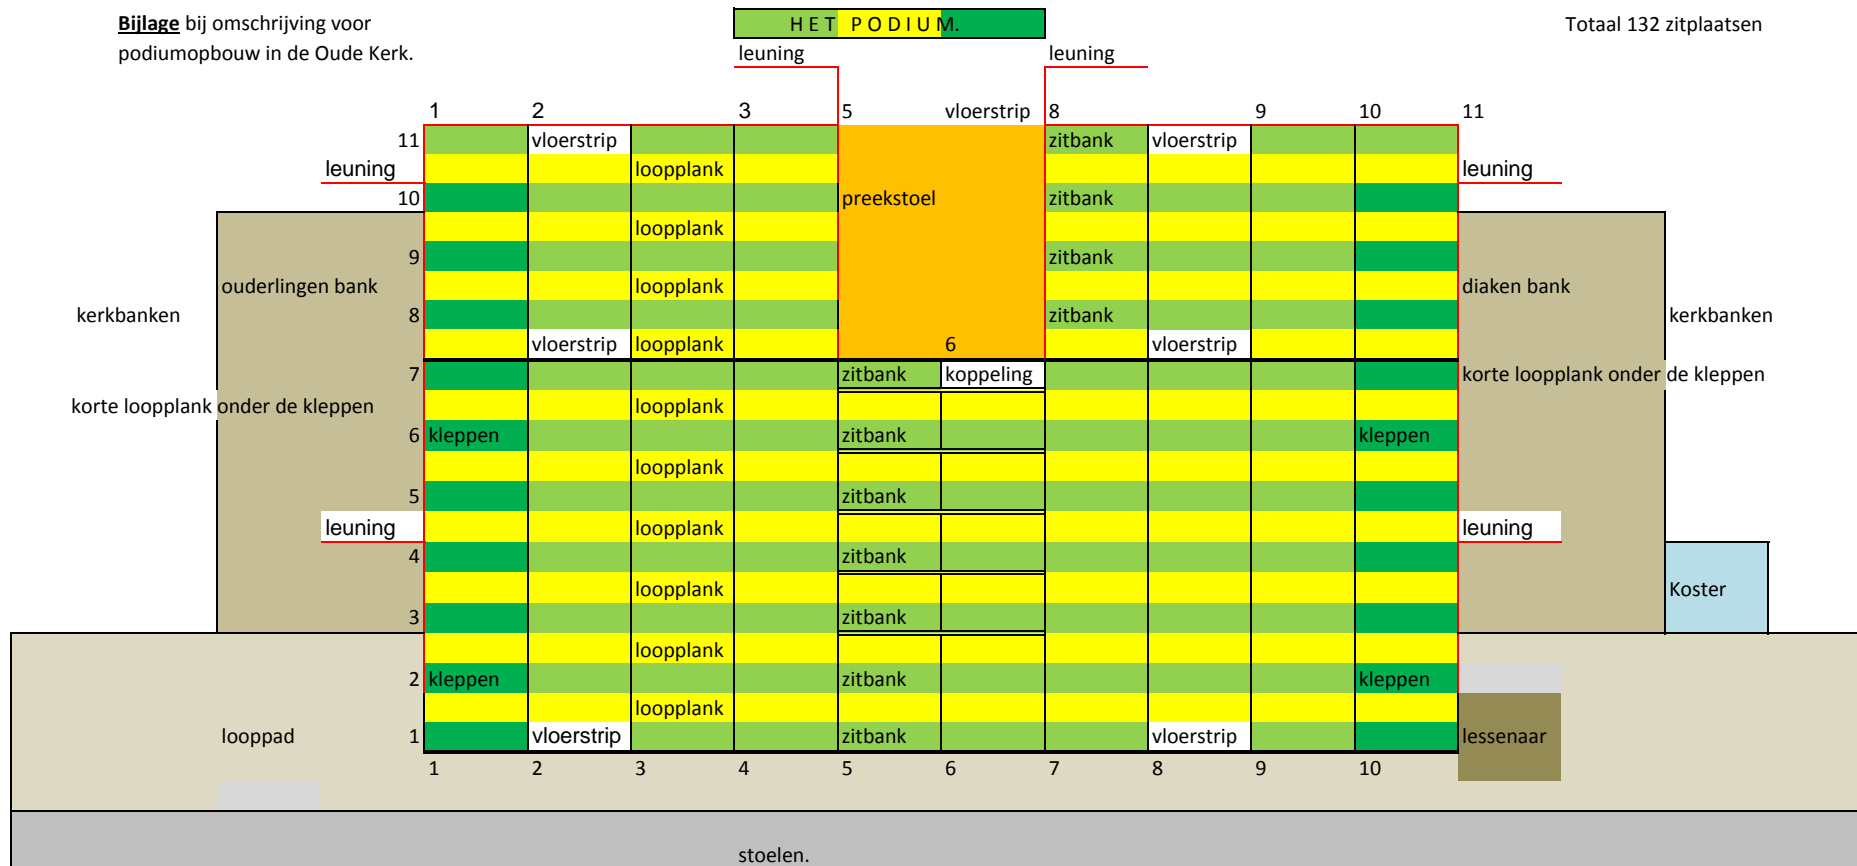 Bijlage bij omschrijving voor HET PODIUM. Totaal 132 zitplaatsen
podiumopbouw in de Oude Kerk. leuning leuning
1 2 3 5 vloerstrip 8 9 10 11
11 vloerstrip zitbank vloerstrip
leuning loopplank leuning
10 preekstoel zitbank
loopplank
9 zitbank
ouderlingen bank loopplank diaken bank
kerkbanken 8 zitbank kerkbanken
vloerstrip loopplank 6 vloerstrip
7 zitbank koppeling korte loopplank onder de kleppen
korte loopplank onder de kleppen loopplank
6 kleppen zitbank kleppen
loopplank
5 zitbank
leuning loopplank leuning
4 zitbank
loopplank Koster
3 zitbank
loopplank
2 kleppen zitbank kleppen
loopplank
looppad 1 vloerstrip zitbank vloerstrip lessenaar
1 2 3 4 5 6 7 8 9 10
stoelen.